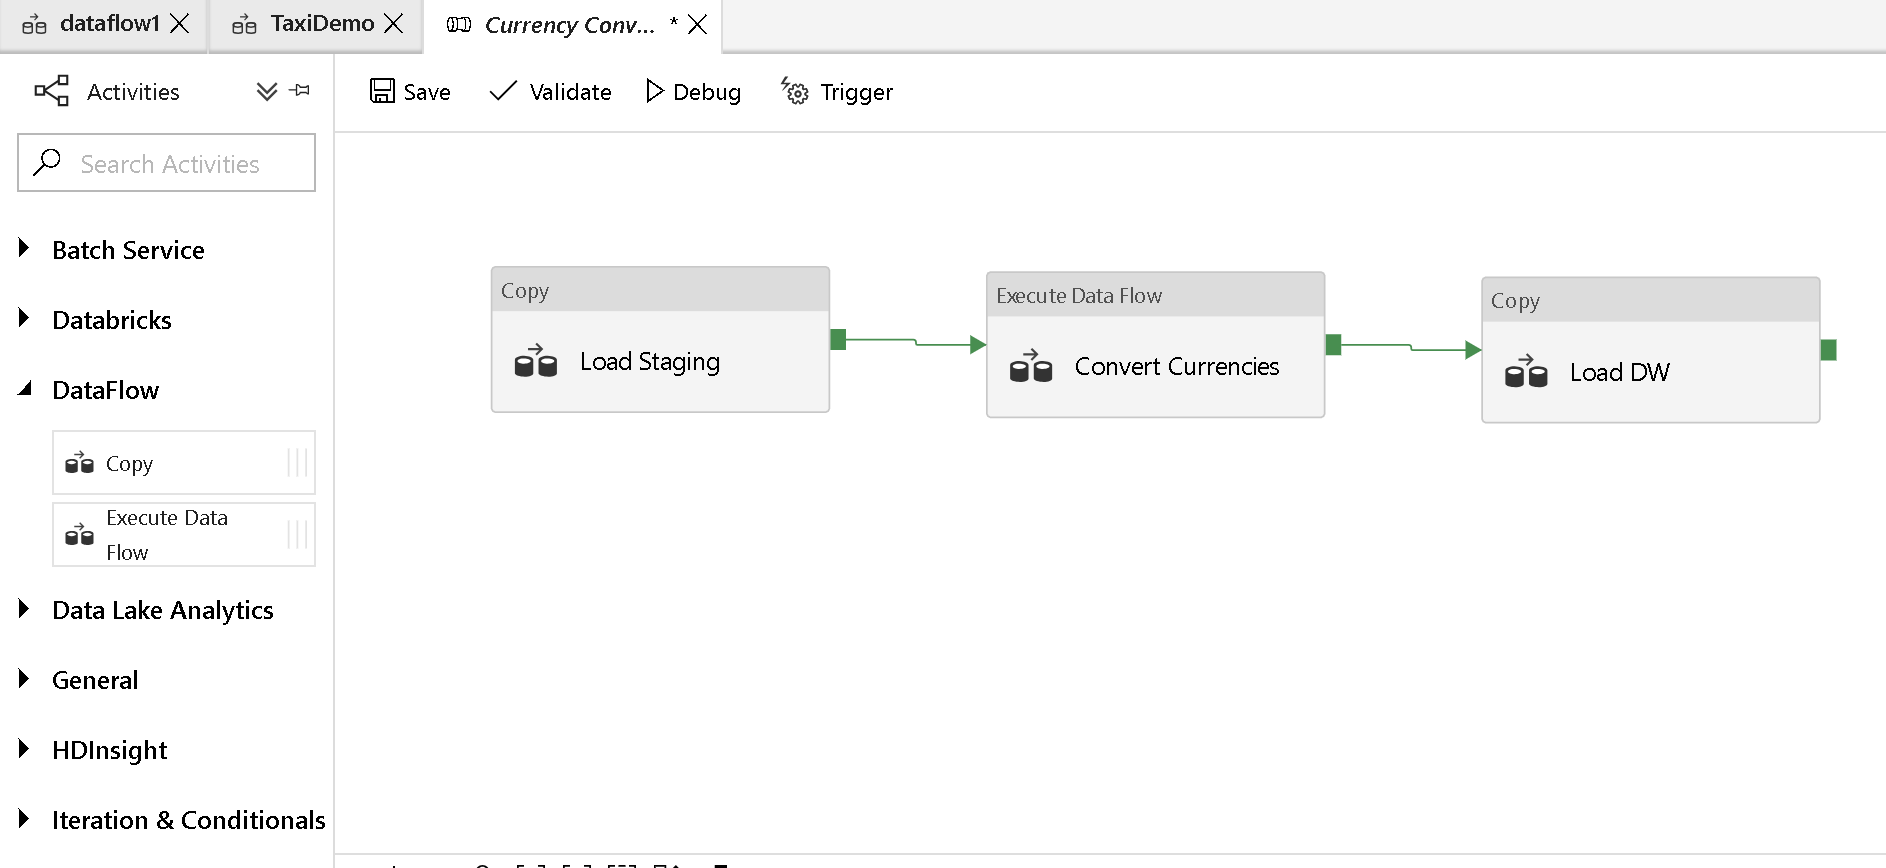 dataflow1
TaxiDemo
Currency Conv... *
Activities
Save
Validate
Debug
Trigger
Search Activities
Batch Service
Databricks
DataFlow
Copy
Execute Data
Flow
Data Lake Analytics
General
HDInsight
Iteration & Conditionals
Copy
Load Staging
Execute Data Flow
Convert Currencies
Copy
Load DW